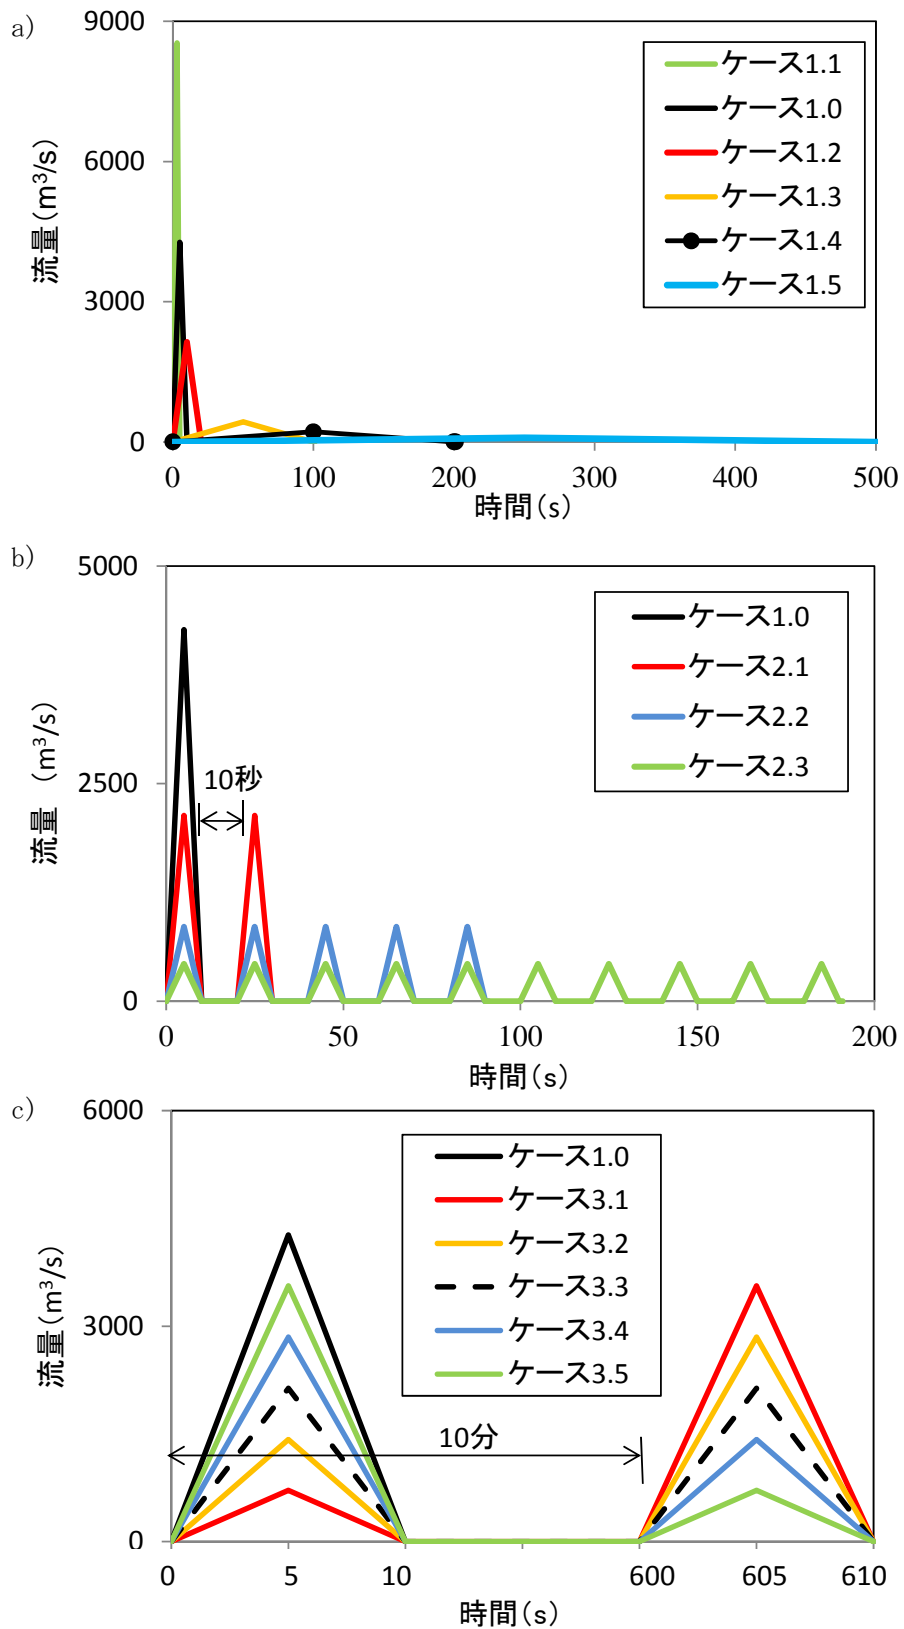 a)
9000
6000
3000
0
流量(m³/s)
ケース1.1
ケース1.0
ケース1.2
ケース1.3
ケース1.4
ケース1.5
0 100 200 300 400 500
時間(s)
b)
5000
2500
0
流量 (m³/s)
10秒
ケース1.0
ケース2.1
ケース2.2
ケース2.3
0 50 100 150 200
時間(s)
c)
6000
3000
0
流量(m³/s)
ケース1.0
ケース3.1
ケース3.2
ケース3.3
ケース3.4
ケース3.5
10分
0 5 10 600 605 610
時間(s)